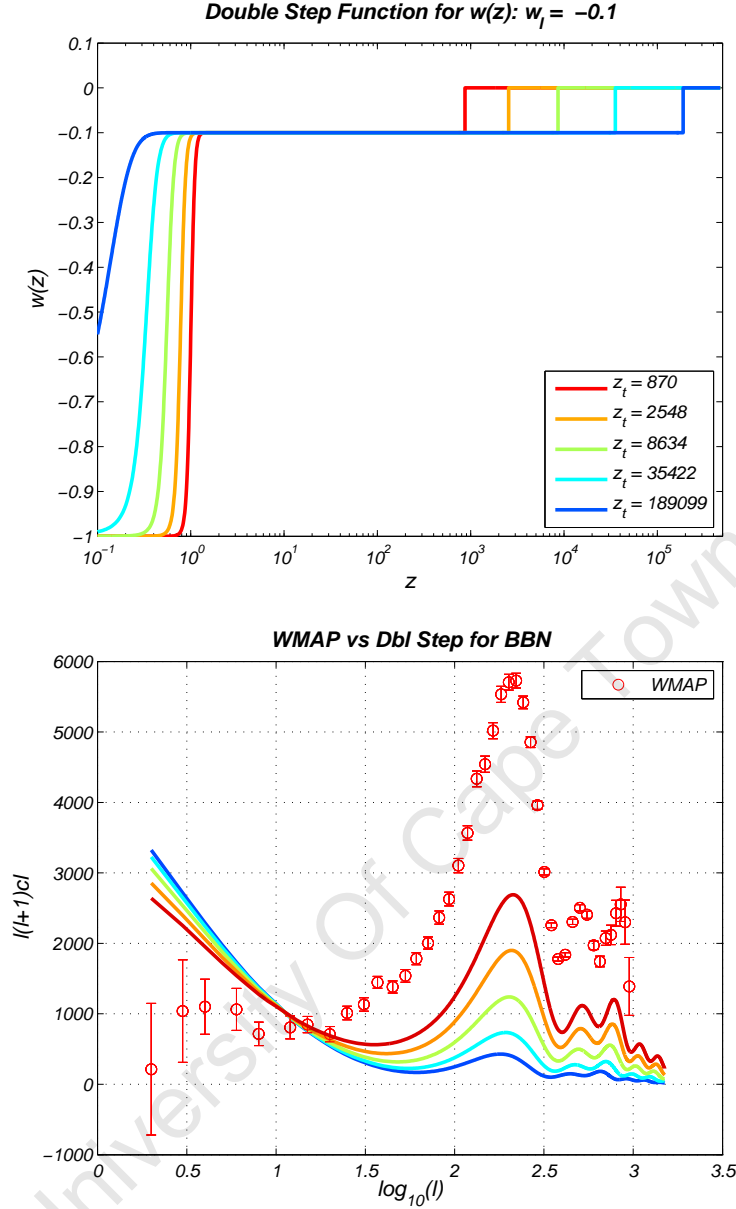 Double Step Function for w(z): w_l = −0.1
0.1
0
−0.1
−0.2
−0.3
−0.4
−0.5
−0.6
−0.7
−0.8
−0.9
−1
w(z)
z_t = 870
z_t = 2548
z_t = 8634
z_t = 35422
z_t = 189099
10^−1
10^0
10^1
10^2
10^3
10^4
10^5
z
WMAP vs Dbl Step for BBN
6000
5000
4000
3000
2000
1000
0
−1000
l(l+1)cl
WMAP
0
0.5
1
1.5
2
2.5
3
3.5
log_10(l)
University Of Cape Town